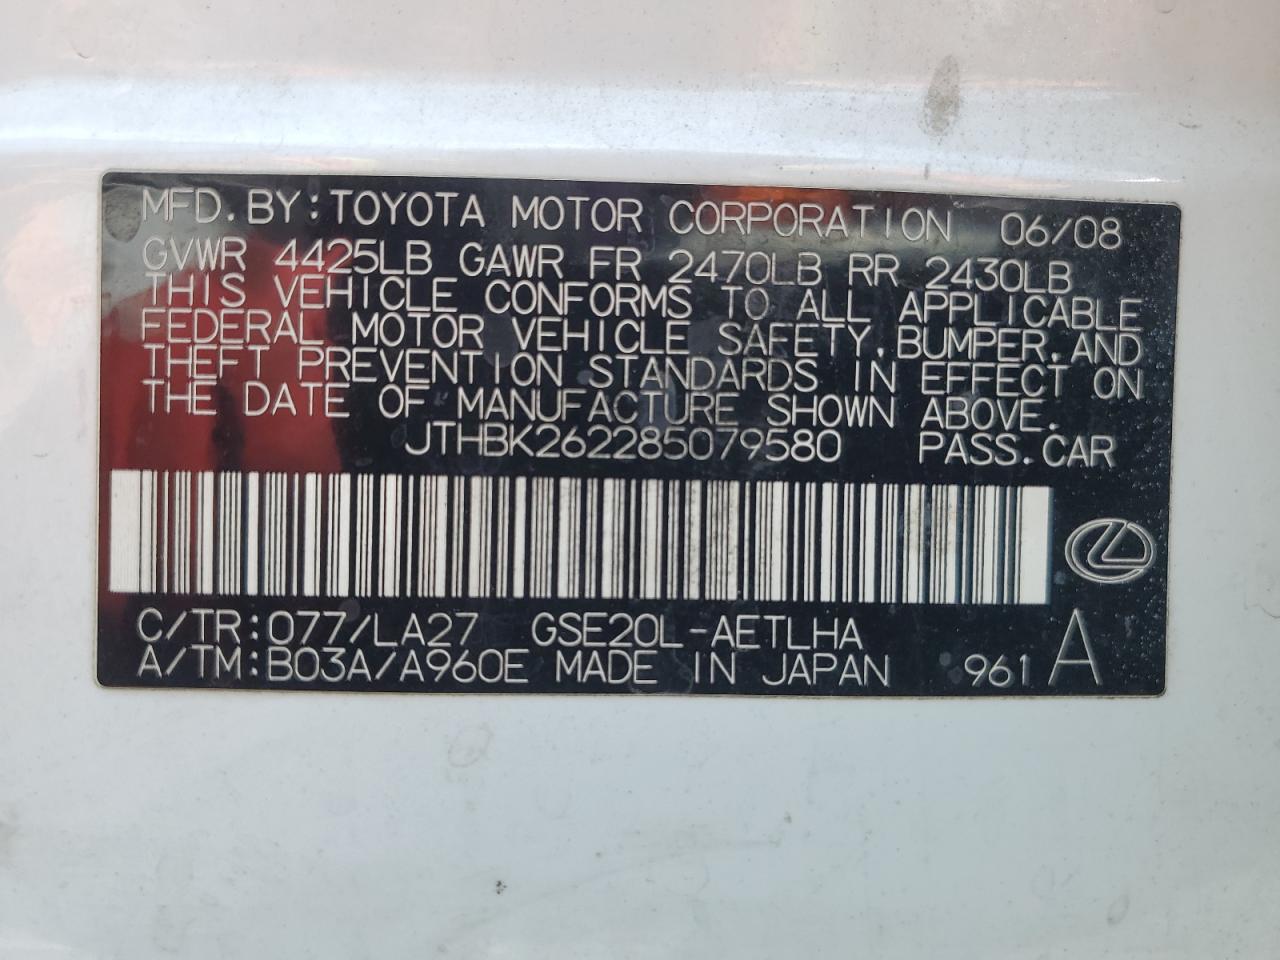 MFD. BY: TOYOTA MOTOR CORPORATION 06/08
GVWR 4425LB GAWR FR 2470LB RR 2430LB
THIS VEHICLE CONFORMS TO ALL APPLICABLE
FEDERAL MOTOR VEHICLE SAFETY, BUMPER, AND
THEFT PREVENTION STANDARDS IN EFFECT ON
THE DATE OF MANUFACTURE SHOWN ABOVE.
JTHBK262285079580 PASS. CAR
C/TR: 077/LA27 GSE20L-AETLHA
A/TM: B03A/A960E MADE IN JAPAN 961 A